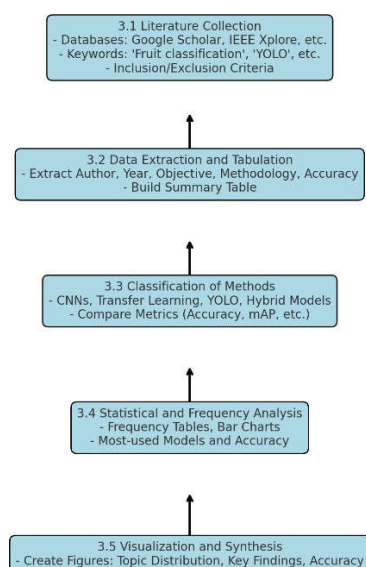 3.1 Literature Collection
- Databases: Google Scholar, IEEE Xplore, etc.
- Keywords: 'Fruit classification', 'YOLO', etc.
- Inclusion/Exclusion Criteria
3.2 Data Extraction and Tabulation
- Extract Author, Year, Objective, Methodology, Accuracy
- Build Summary Table
3.3 Classification of Methods
- CNNs, Transfer Learning, YOLO, Hybrid Models
- Compare Metrics (Accuracy, mAP, etc.)
3.4 Statistical and Frequency Analysis
- Frequency Tables, Bar Charts
- Most-used Models and Accuracy
3.5 Visualization and Synthesis
- Create Figures: Topic Distribution, Key Findings, Accuracy